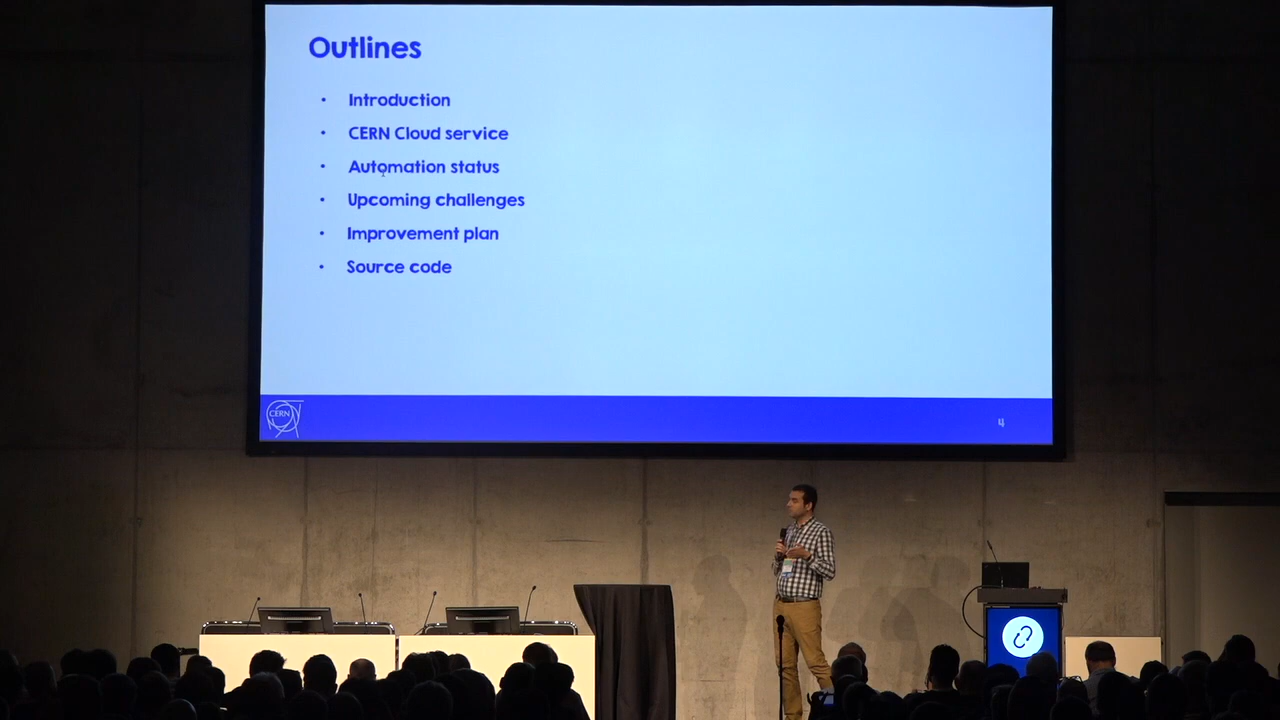 Outlines
• Introduction
• CERN Cloud service
• Automation status
• Upcoming challenges
• Improvement plan
• Source code
CERN
4